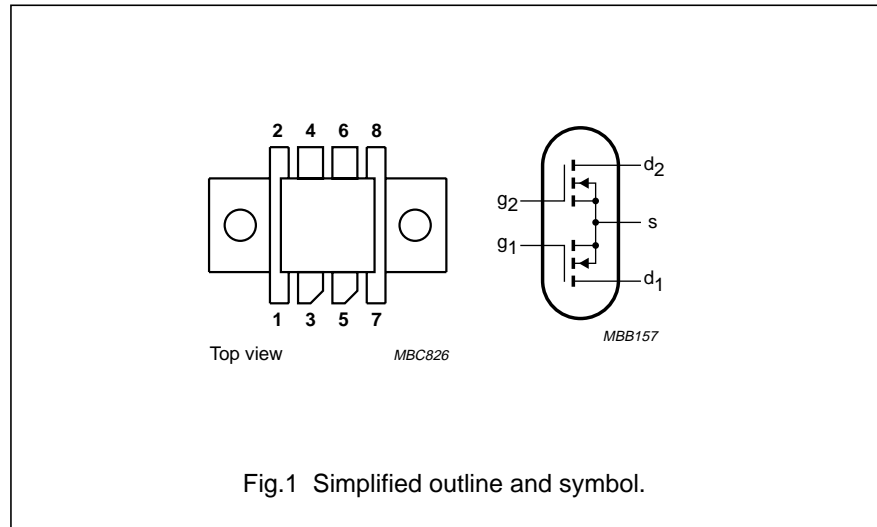 2 4 6 8
1 3 5 7
Top view
MBC826
d2
g2
s
g1
d1
MBB157
Fig.1 Simplified outline and symbol.